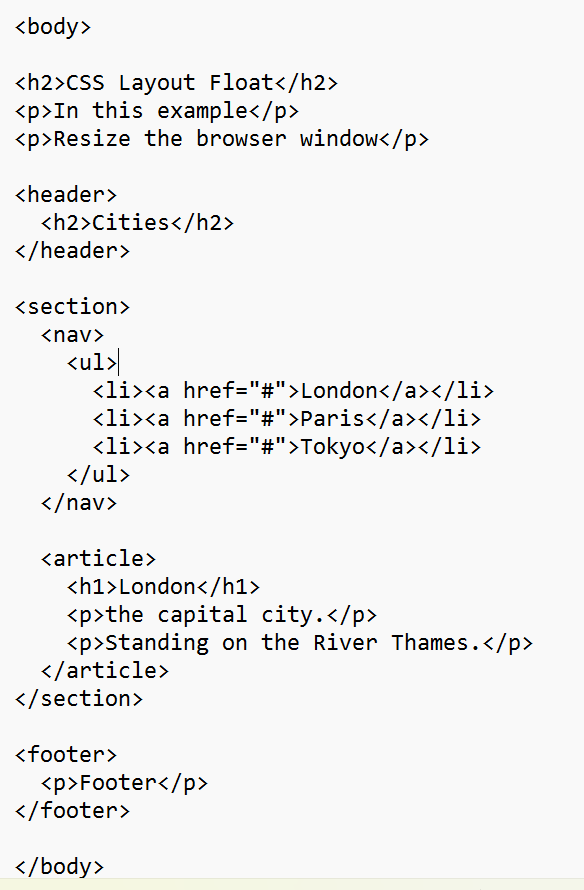 <body>

<h2>CSS Layout Float</h2>
<p>In this example</p>
<p>Resize the browser window</p>

<header>
  <h2>Cities</h2>
</header>

<section>
  <nav>
    <ul>
      <li><a href="#">London</a></li>
      <li><a href="#">Paris</a></li>
      <li><a href="#">Tokyo</a></li>
    </ul>
  </nav>

  <article>
    <h1>London</h1>
    <p>the capital city.</p>
    <p>Standing on the River Thames.</p>
  </article>
</section>

<footer>
  <p>Footer</p>
</footer>

</body>